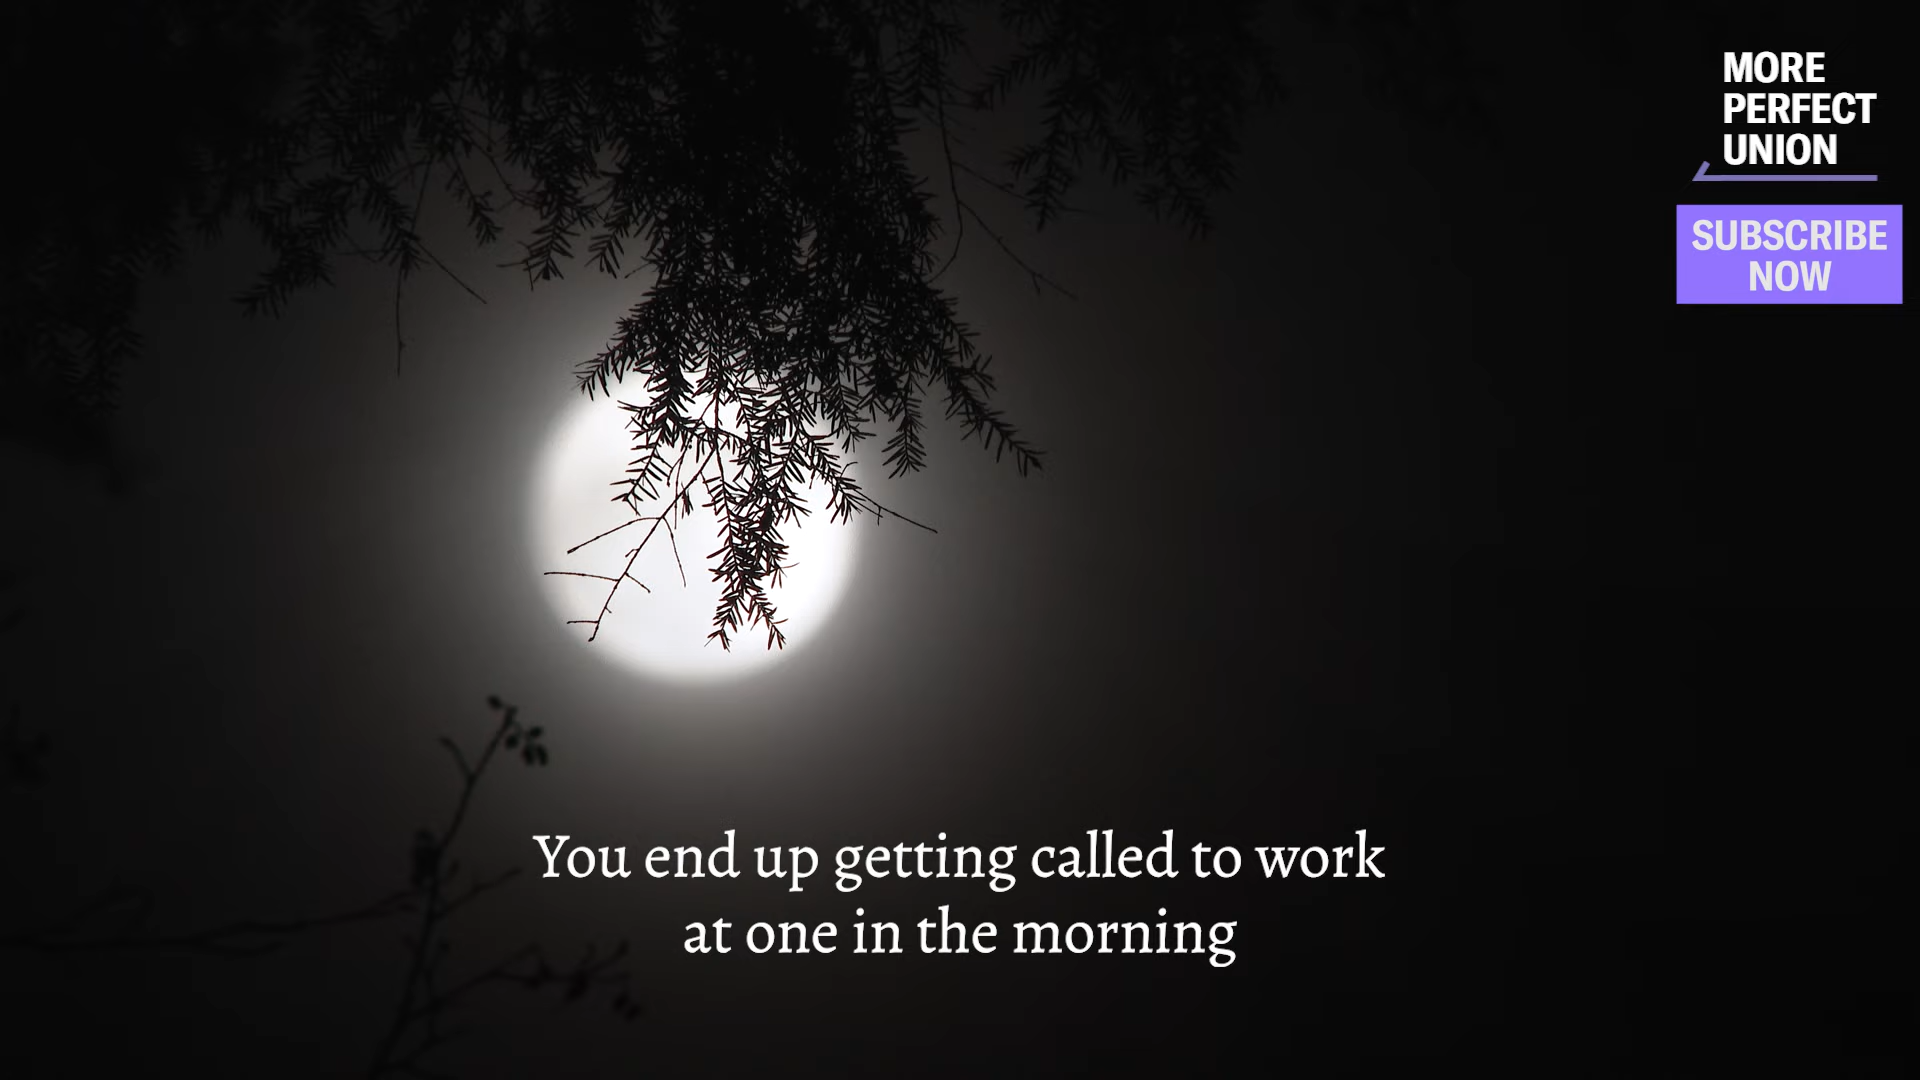 MORE
PERFECT
UNION
SUBSCRIBE
NOW
You end up getting called to work
at one in the morning